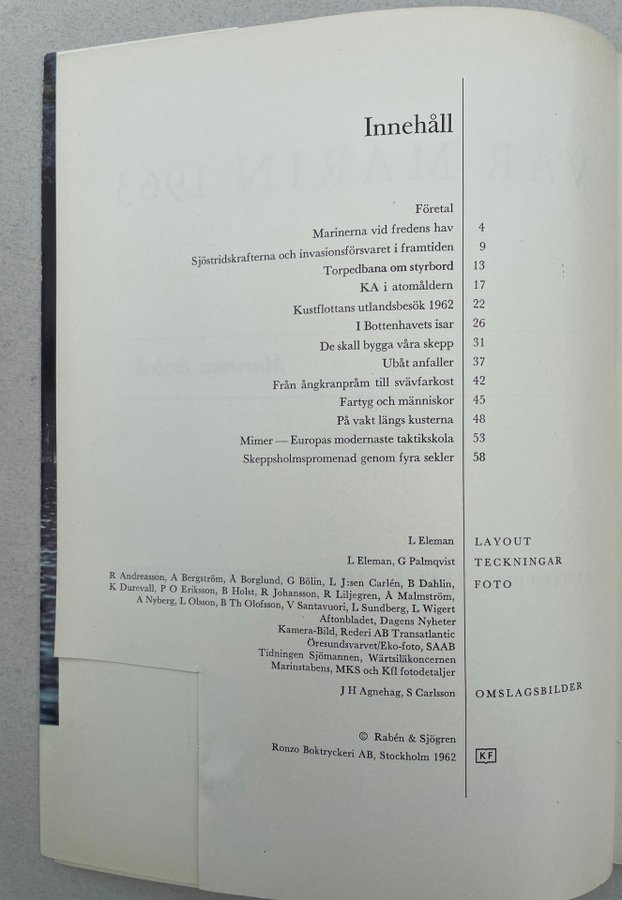 Innehåll
Företal
Marinerna vid fredens hav 4
Sjöstridskrafterna och invasionsförsvaret i framtiden 9
Torpedbana om styrbord 13
KA i atomåldern 17
Kustflottans utlandsbesök 1962 22
I Bottenhavets isar 26
De skall bygga våra skepp 31
Ubåt anfaller 37
Från ångkranpråm till svävfarkost 42
Fartyg och människor 45
På vakt längs kusterna 48
Mimer — Europas modernaste taktikskola 53
Skeppsholmspromenad genom fyra sekler 58
L Eleman LAYOUT
L Eleman, G Palmqvist TECKNINGAR
R Andreasson, A Bergström, Å Borglund, G Bölin, L J:sen Carlén, B Dahlin, FOTO
K Durevall, P O Eriksson, B Holst, R Johansson, R Liljegren, Å Malmström,
A Nyberg, L Olsson, B Th Olofsson, V Santavuori, L Sundberg, L Wigert
Aftonbladet, Dagens Nyheter
Kamera-Bild, Rederi AB Transatlantic
Öresundsvarvet/Eko-foto, SAAB
Tidningen Sjömannen, Wärtsiläkoncernen
Marinstabens, MKS och Kfl fotodetaljer
J H Agnehag, S Carlsson OMSLAGSBILDER
© Rabén & Sjögren
Ronzo Boktryckeri AB, Stockholm 1962 KF
VÅR MARIN 1963